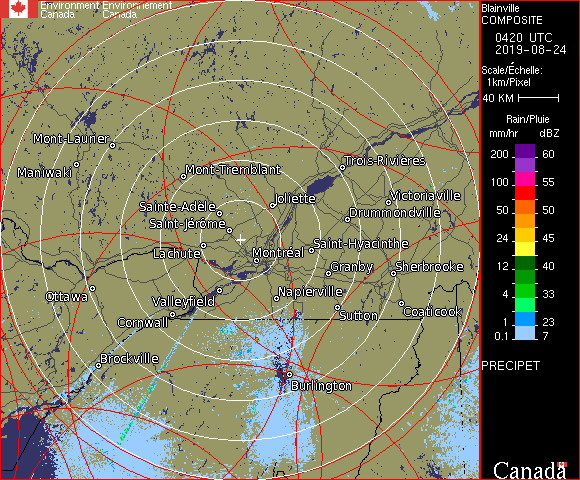 Environment Environnement
Canada Canada
Blainville
COMPOSITE
0420 UTC
2019-08-24
Scale/Échelle:
1km/Pixel
40 KM
Rain/Pluie
mm/hr dBZ
200 60
100 55
50 50
24 45
12 40
4 33
1 23
0.1 7
PRECIPET
Canada
Mont-Laurier
Maniwaki
Mont-Tremblant
Trois-Rivières
Sainte-Adèle
Joliette
Victoriaville
Drummondville
Saint-Jérôme
Lachute
Montréal
Saint-Hyacinthe
Granby
Sherbrooke
Ottawa
Valleyfield
Napierville
Cornwall
Sutton
Coaticook
Brockville
Burlington